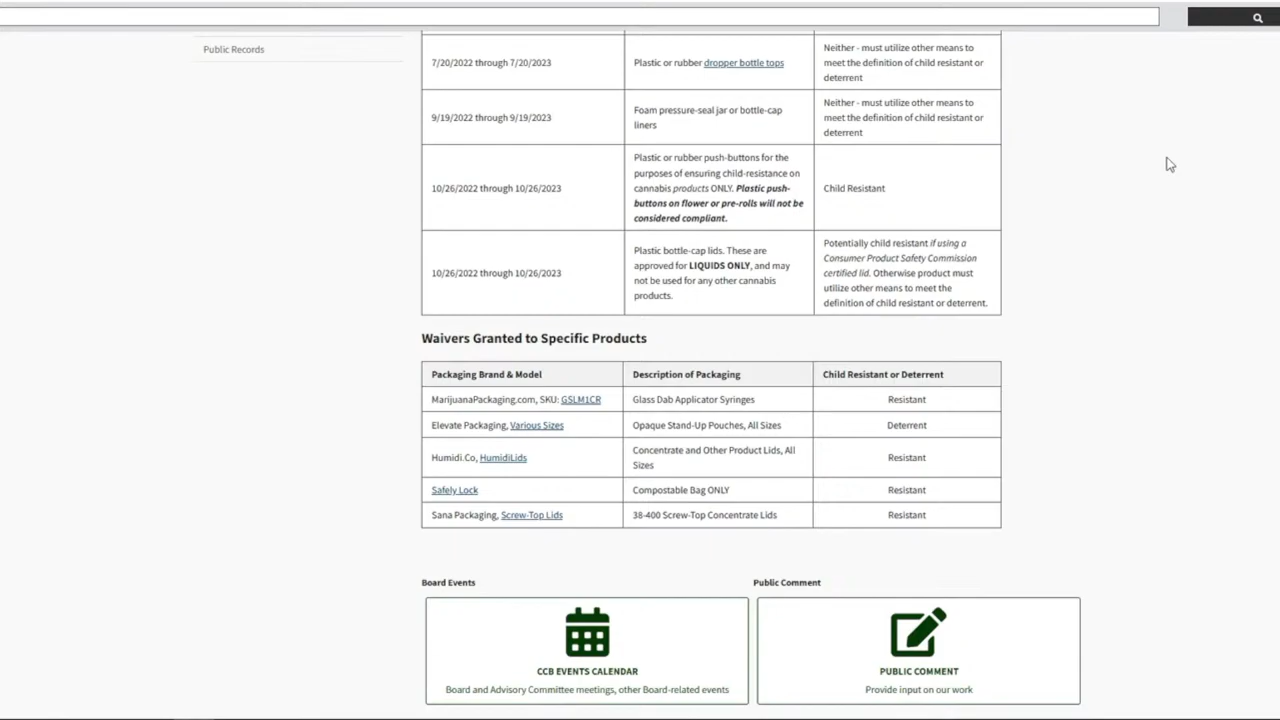 Public Records
7/20/2022 through 7/20/2023
Plastic or rubber dropper bottle tops
Neither - must utilize other means to
meet the definition of child resistant or
deterrent
9/19/2022 through 9/19/2023
Foam pressure-seal jar or bottle-cap
liners
Neither - must utilize other means to
meet the definition of child resistant or
deterrent
10/26/2022 through 10/26/2023
Plastic or rubber push-buttons for the
purposes of ensuring child-resistance on
cannabis products ONLY. Plastic push-
buttons on flower or pre-rolls will not be
considered compliant.
Child Resistant
10/26/2022 through 10/26/2023
Plastic bottle-cap lids. These are
approved for LIQUIDS ONLY, and may
not be used for any other cannabis
products.
Potentially child resistant if using a
Consumer Product Safety Commission
certified lid. Otherwise product must
utilize other means to meet the
definition of child resistant or deterrent.
Waivers Granted to Specific Products
Packaging Brand & Model
Description of Packaging
Child Resistant or Deterrent
MarijuanaPackaging.com, SKU: GSLM1CR
Glass Dab Applicator Syringes
Resistant
Elevate Packaging, Various Sizes
Opaque Stand-Up Pouches, All Sizes
Deterrent
Humidi.Co, HumidiLids
Concentrate and Other Product Lids, All
Sizes
Resistant
Safely Lock
Compostable Bag ONLY
Resistant
Sana Packaging, Screw-Top Lids
38-400 Screw-Top Concentrate Lids
Resistant
Board Events
Public Comment
CCB EVENTS CALENDAR
Board and Advisory Committee meetings, other Board-related events
PUBLIC COMMENT
Provide input on our work